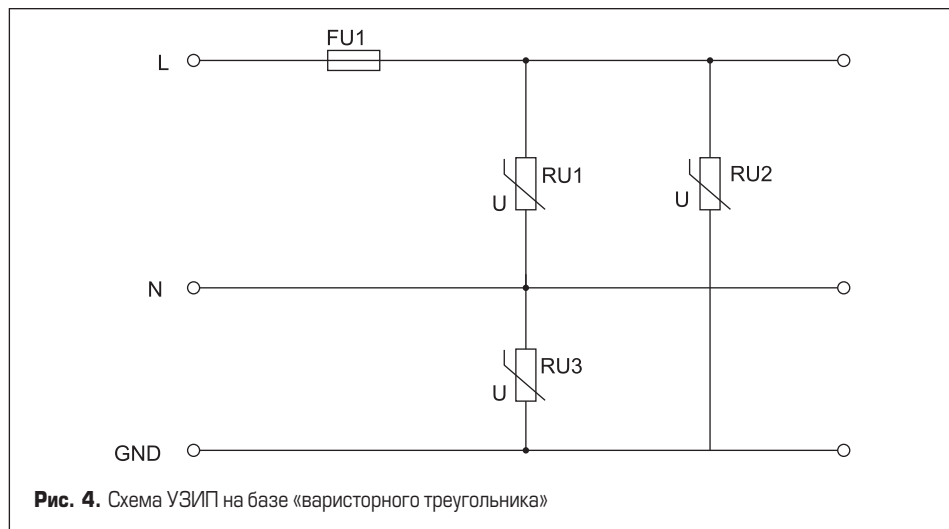 FU1
L
RU1
RU2
U
U
N
RU3
U
GND
Рис. 4. Схема УЗИП на базе «варисторного треугольника»